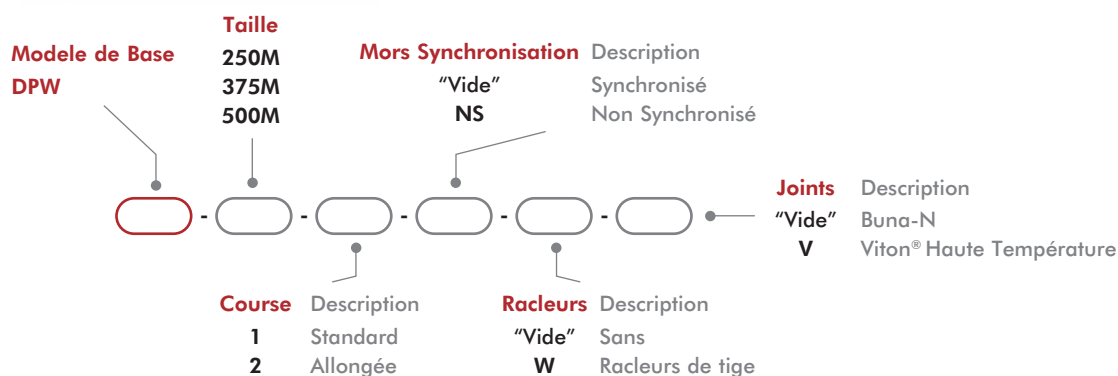 Taille
Modele de Base
250M
Mors Synchronisation Description
DPW
375M
“Vide” Synchronisé
500M
NS Non Synchronisé
- - - - -
Joints Description
“Vide” Buna-N
V Viton® Haute Température
Course Description
Racleurs Description
1 Standard
“Vide” Sans
2 Allongée
W Racleurs de tige